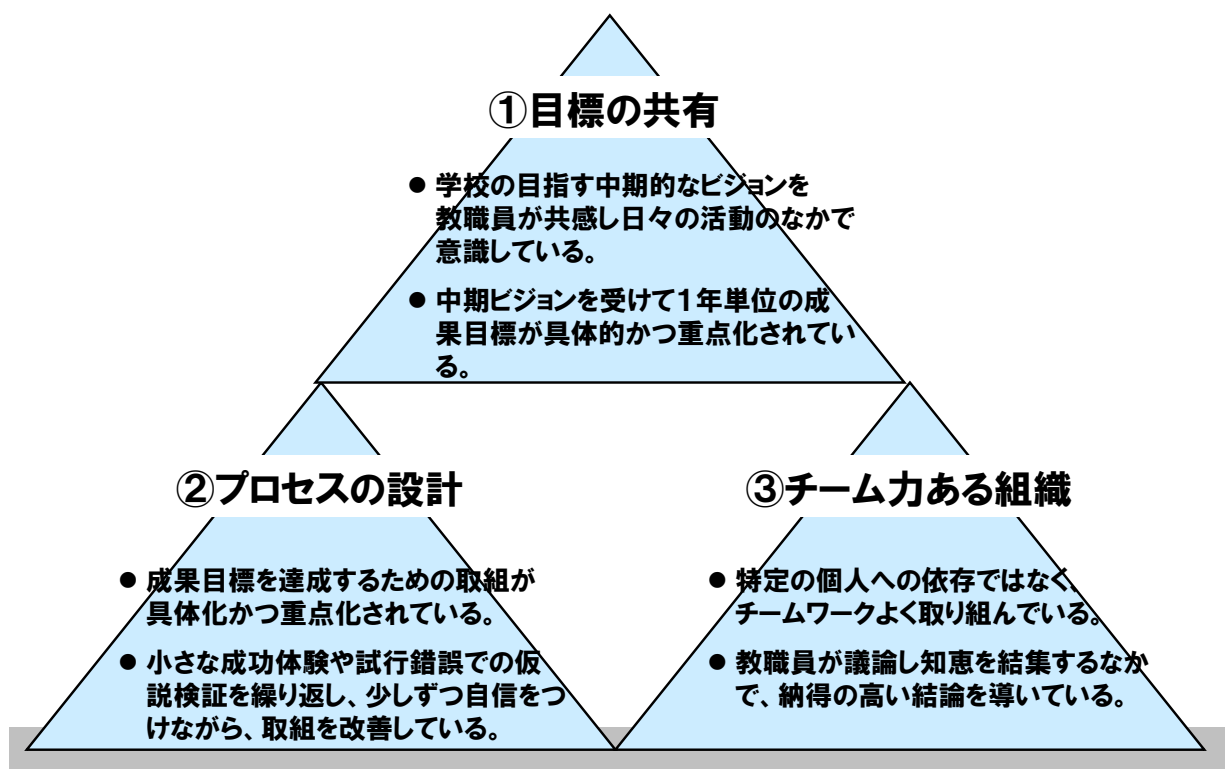 ①目標の共有
● 学校の目指す中期的なビジョンを
教職員が共感し日々の活動のなかで
意識している。
● 中期ビジョンを受けて1年単位の成
果目標が具体的かつ重点化されてい
る。
②プロセスの設計
● 成果目標を達成するための取組が
具体化かつ重点化されている。
● 小さな成功体験や試行錯誤での仮
説検証を繰り返し、少しずつ自信をつ
けながら、取組を改善している。
③チーム力ある組織
● 特定の個人への依存ではなく、
チームワークよく取り組んでいる。
● 教職員が議論し知恵を結集するなか
で、納得の高い結論を導いている。